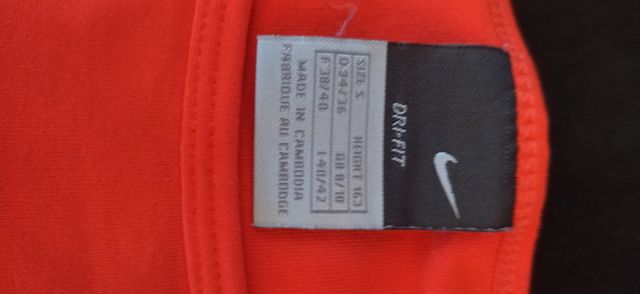 DRI-FIT
SIZE: S HEIGHT 163
D 34/36 GB 8/10
F 38/40 I 40/42
MADE IN CAMBODIA
FABRIQUE AU CAMBODGE